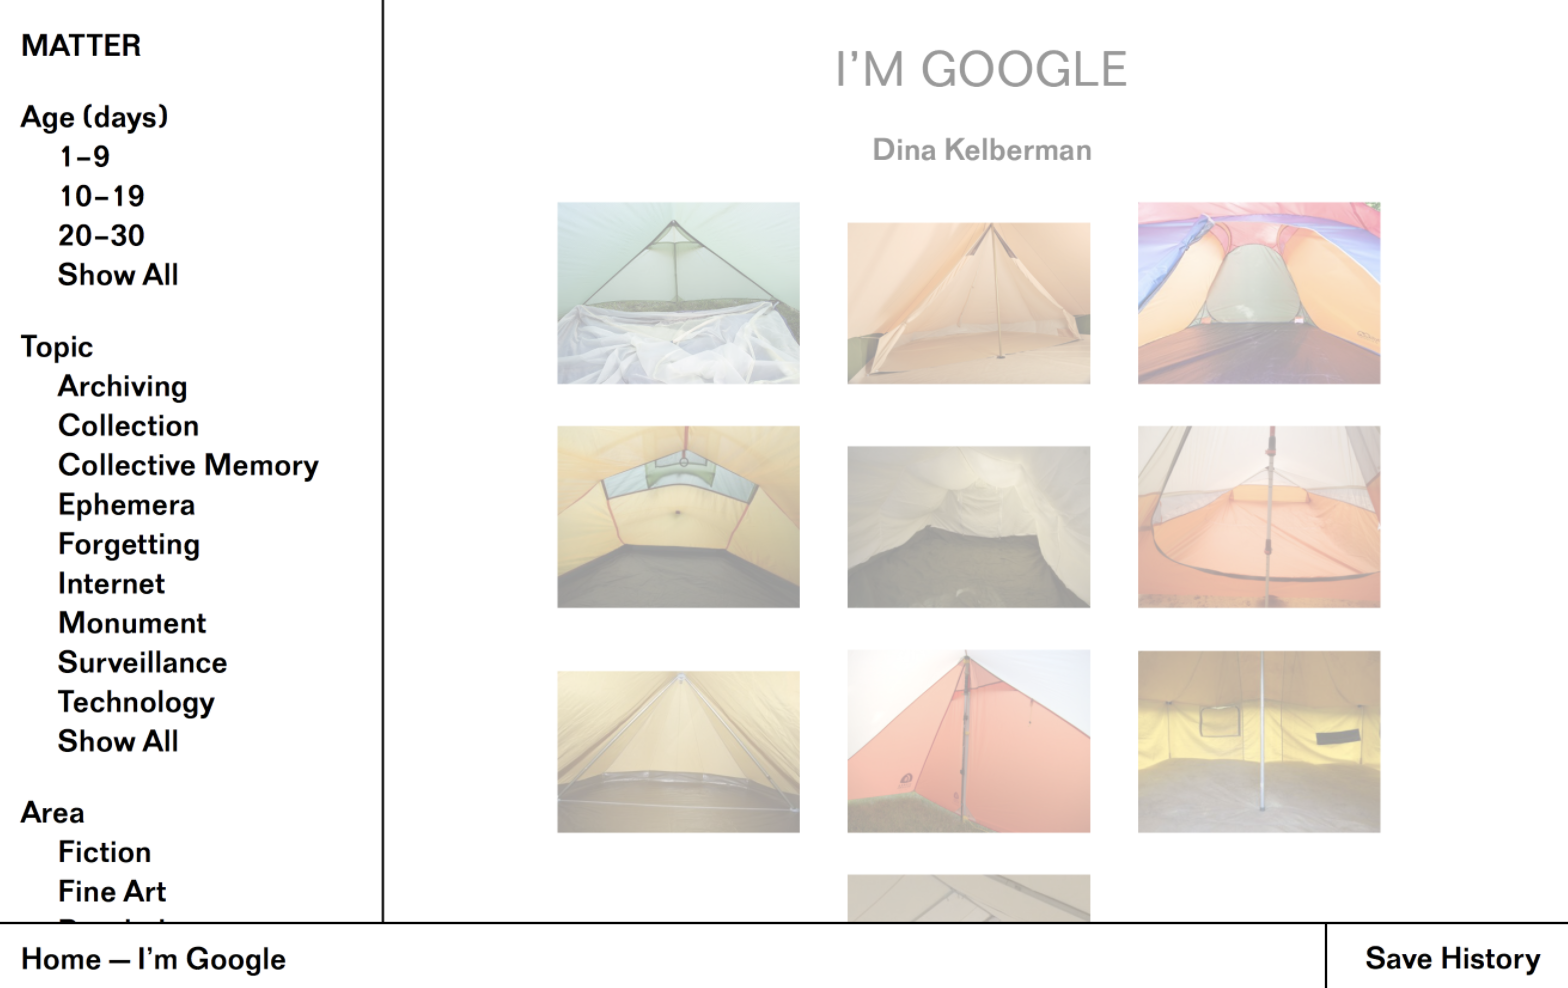 MATTER
Age (days)
1–9
10–19
20–30
Show All
Topic
Archiving
Collection
Collective Memory
Ephemera
Forgetting
Internet
Monument
Surveillance
Technology
Show All
Area
Fiction
Fine Art
I’M GOOGLE
Dina Kelberman
Home — I’m Google
Save History